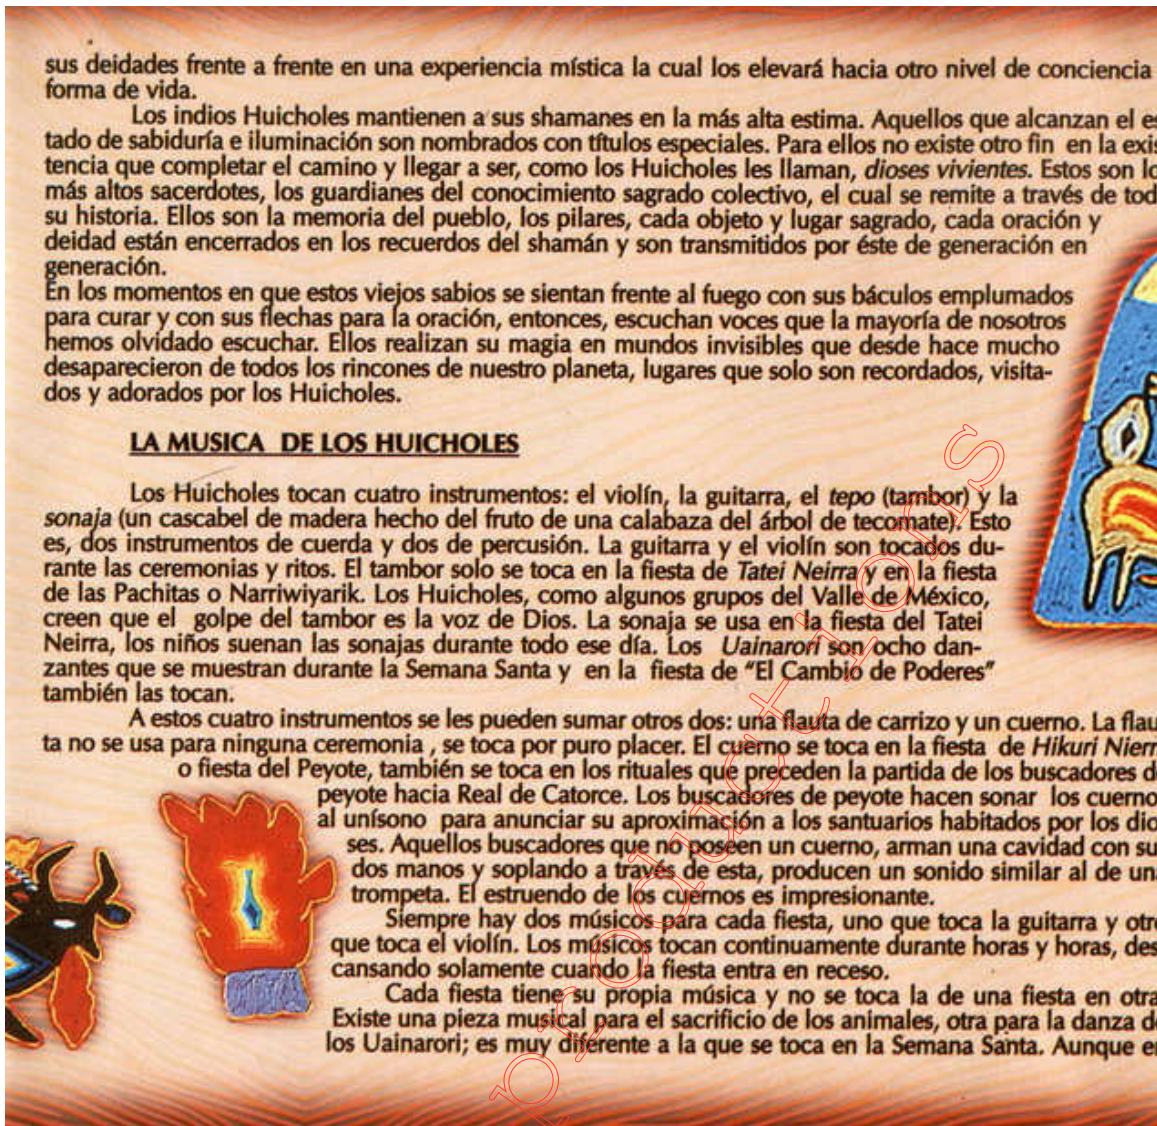 sus deidades frente a frente en una experiencia mística la cual los elevará hacia otro nivel de conciencia
forma de vida.
Los indios Huicholes mantienen a sus shamanes en la más alta estima. Aquellos que alcanzan el es
tado de sabiduría e iluminación son nombrados con títulos especiales. Para ellos no existe otro fin en la exis
tencia que completar el camino y llegar a ser, como los Huicholes les llaman, dioses vivientes. Estos son lo
más altos sacerdotes, los guardianes del conocimiento sagrado colectivo, el cual se remite a través de tod
su historia. Ellos son la memoria del pueblo, los pilares, cada objeto y lugar sagrado, cada oración y
deidad están encerrados en los recuerdos del shamán y son transmitidos por éste de generación en
generación.
En los momentos en que estos viejos sabios se sientan frente al fuego con sus báculos emplumados
para curar y con sus flechas para la oración, entonces, escuchan voces que la mayoría de nosotros
hemos olvidado escuchar. Ellos realizan su magia en mundos invisibles que desde hace mucho
desaparecieron de todos los rincones de nuestro planeta, lugares que solo son recordados, visita-
dos y adorados por los Huicholes.
LA MUSICA DE LOS HUICHOLES
Los Huicholes tocan cuatro instrumentos: el violín, la guitarra, el tepo (tambor) y la
sonaja (un cascabel de madera hecho del fruto de una calabaza del árbol de tecomate). Esto
es, dos instrumentos de cuerda y dos de percusión. La guitarra y el violín son tocados du-
rante las ceremonias y ritos. El tambor solo se toca en la fiesta de Tatei Neirra y en la fiesta
de las Pachitas o Narriwiyarik. Los Huicholes, como algunos grupos del Valle de México,
creen que el golpe del tambor es la voz de Dios. La sonaja se usa en la fiesta del Tatei
Neirra, los niños suenan las sonajas durante todo ese día. Los Uainarori son ocho dan-
zantes que se muestran durante la Semana Santa y en la fiesta de "El Cambio de Poderes"
también las tocan.
A estos cuatro instrumentos se les pueden sumar otros dos: una flauta de carrizo y un cuerno. La flau
ta no se usa para ninguna ceremonia , se toca por puro placer. El cuerno se toca en la fiesta de Hikuri Nierr
o fiesta del Peyote, también se toca en los rituales que preceden la partida de los buscadores d
peyote hacia Real de Catorce. Los buscadores de peyote hacen sonar los cuerno
al unísono para anunciar su aproximación a los santuarios habitados por los dio
ses. Aquellos buscadores que no poseen un cuerno, arman una cavidad con su
dos manos y soplando a través de esta, producen un sonido similar al de una
trompeta. El estruendo de los cuernos es impresionante.
Siempre hay dos músicos para cada fiesta, uno que toca la guitarra y otro
que toca el violín. Los músicos tocan continuamente durante horas y horas, des
cansando solamente cuando la fiesta entra en receso.
Cada fiesta tiene su propia música y no se toca la de una fiesta en otra
Existe una pieza musical para el sacrificio de los animales, otra para la danza de
los Uainarori; es muy diferente a la que se toca en la Semana Santa. Aunque en
productions